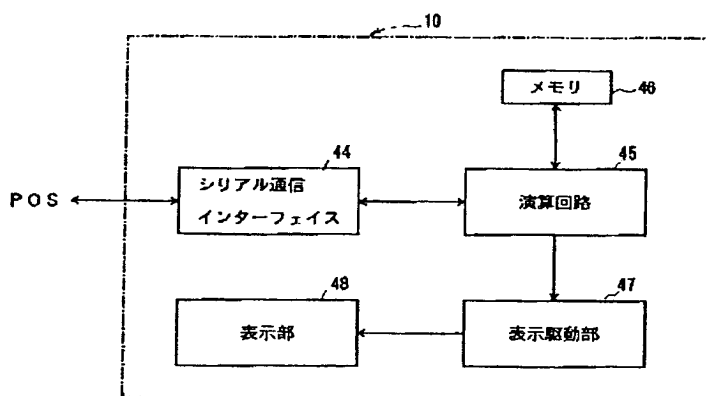 10
メモリ
46
44
45
POS
シリアル通信
インターフェイス
演算回路
48
47
表示部
表示駆動部